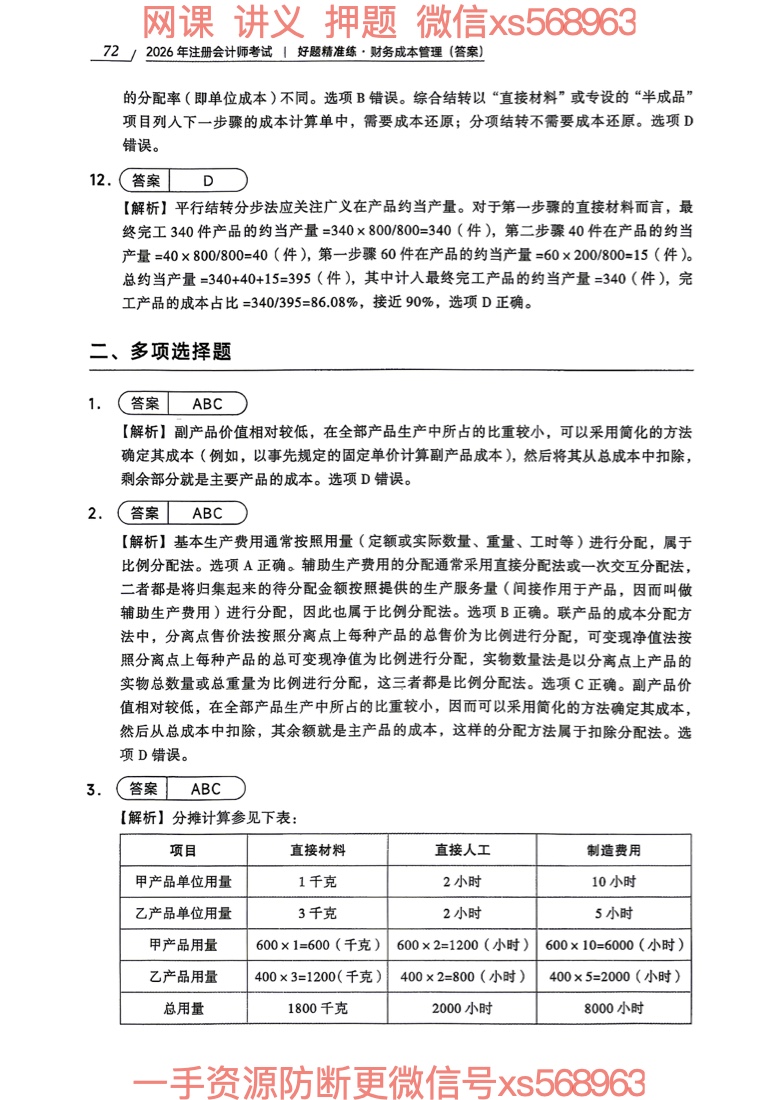 网课 讲义 押题 微信xs568963
72 / 2026 年注册会计师考试 | 好题精准练·财务成本管理（答案）
的分配率（即单位成本）不同。选项 B 错误。综合结转以“直接材料”或专设的“半成品”
项目列入下一步骤的成本计算单中，需要成本还原；分项结转不需要成本还原。选项 D
错误。
12. 答案 D
【解析】平行结转分步法应关注广义在产品约当产量。对于第一步骤的直接材料而言，最
终完工 340 件产品的约当产量 =340 × 800/800=340（件），第二步骤 40 件在产品的约当
产量 =40 × 800/800=40（件），第一步骤 60 件在产品的约当产量 =60 × 200/800=15（件）。
总约当产量 =340+40+15=395（件），其中计入最终完工产品的约当产量 =340（件），完
工产品的成本占比 =340/395=86.08%，接近 90%，选项 D 正确。
二、多项选择题
1. 答案 ABC
【解析】副产品价值相对较低，在全部产品生产中所占的比重较小，可以采用简化的方法
确定其成本（例如，以事先规定的固定单价计算副产品成本），然后将其从总成本中扣除，
剩余部分就是主要产品的成本。选项 D 错误。
2. 答案 ABC
【解析】基本生产费用通常按照用量（定额或实际数量、重量、工时等）进行分配，属于
比例分配法。选项 A 正确。辅助生产费用的分配通常采用直接分配法或一次交互分配法，
二者都是将归集起来的待分配金额按照提供的生产服务量（间接作用于产品，因而叫做
辅助生产费用）进行分配，因此也属于比例分配法。选项 B 正确。联产品的成本分配方
法中，分离点售价法按照分离点上每种产品的总售价为比例进行分配，可变现净值法按
照分离点上每种产品的总可变现净值为比例进行分配，实物数量法是以分离点上产品的
实物总数量或总重量为比例进行分配，这三者都是比例分配法。选项 C 正确。副产品价
值相对较低，在全部产品生产中所占的比重较小，因而可以采用简化的方法确定其成本，
然后从总成本中扣除，其余额就是主产品的成本，这样的分配方法属于扣除分配法。选
项 D 错误。
3. 答案 ABC
【解析】分摊计算参见下表：
项目 直接材料 直接人工 制造费用
甲产品单位用量 1 千克 2 小时 10 小时
乙产品单位用量 3 千克 2 小时 5 小时
甲产品用量 600 × 1=600（千克） 600 × 2=1200（小时） 600 × 10=6000（小时）
乙产品用量 400 × 3=1200（千克） 400 × 2=800（小时） 400 × 5=2000（小时）
总用量 1800 千克 2000 小时 8000 小时
一手资源防断更微信号xs568963